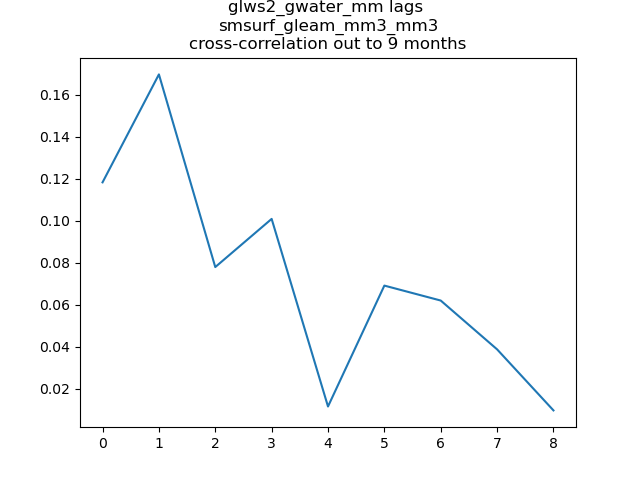 glws2_gwater_mm lags
smsurf_gleam_mm3_mm3
cross-correlation out to 9 months
0.16
0.14
0.12
0.10
0.08
0.06
0.04
0.02
0 1 2 3 4 5 6 7 8